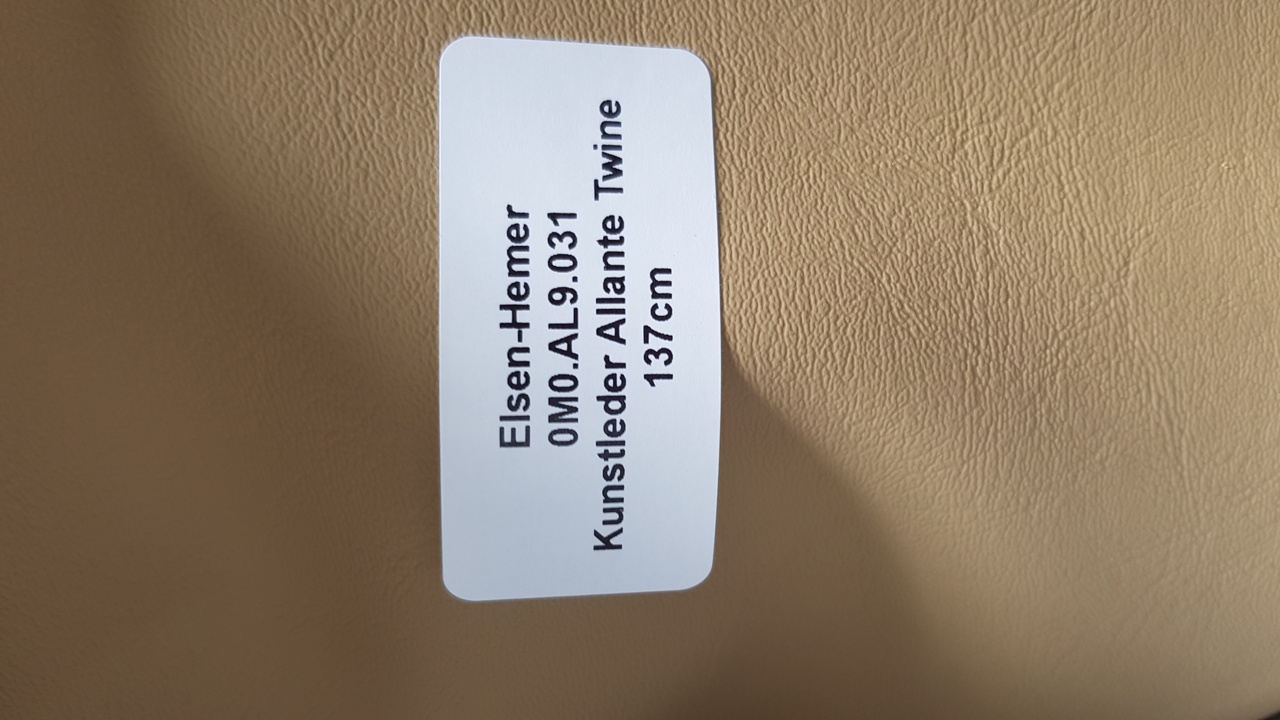 Elsen-Hemer
0M0.AL9.031
Kunstleder Allante Twine
137cm